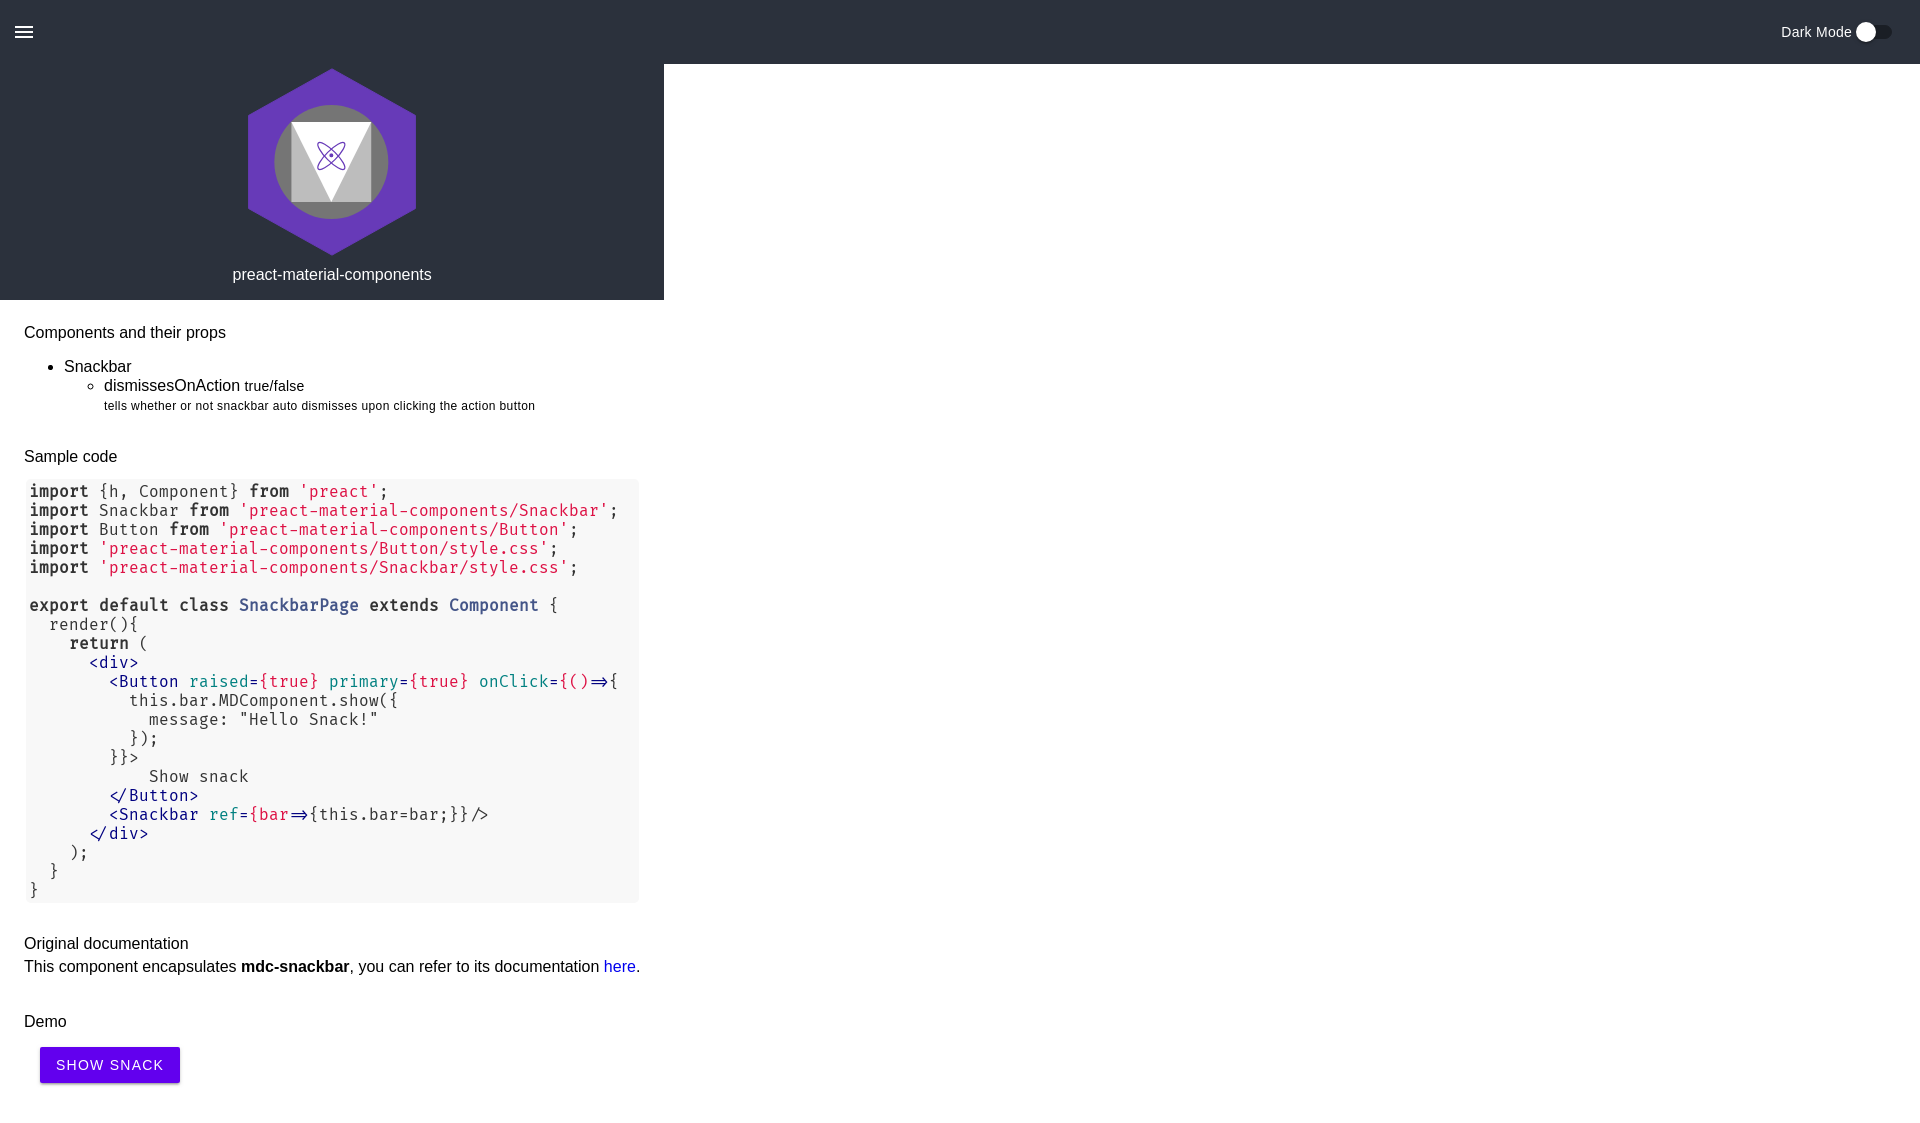 Dark Mode
preact-material-components
Components and their props
Snackbar
dismissesOnAction true/false
tells whether or not snackbar auto dismisses upon clicking the action button
Sample code
import {h, Component} from 'preact';
import Snackbar from 'preact-material-components/Snackbar';
import Button from 'preact-material-components/Button';
import 'preact-material-components/Button/style.css';
import 'preact-material-components/Snackbar/style.css';
export default class SnackbarPage extends Component {
  render(){
    return (
      <div>
        <Button raised={true} primary={true} onClick={()=>{
          this.bar.MDComponent.show({
            message: "Hello Snack!"
          });
        }}>
            Show snack
        </Button>
        <Snackbar ref={bar=>{this.bar=bar;}}/>
      </div>
    );
  }
}
Original documentation
This component encapsulates mdc-snackbar, you can refer to its documentation here.
Demo
SHOW SNACK